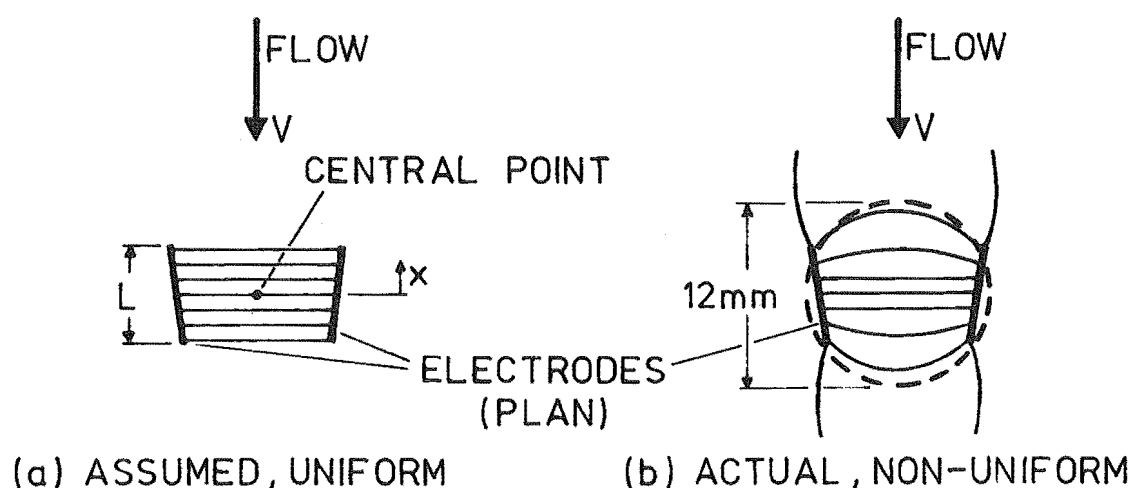 FLOW
V
CENTRAL POINT
L
x
ELECTRODES
(PLAN)
(a) ASSUMED, UNIFORM
FLOW
V
12mm
(b) ACTUAL, NON-UNIFORM